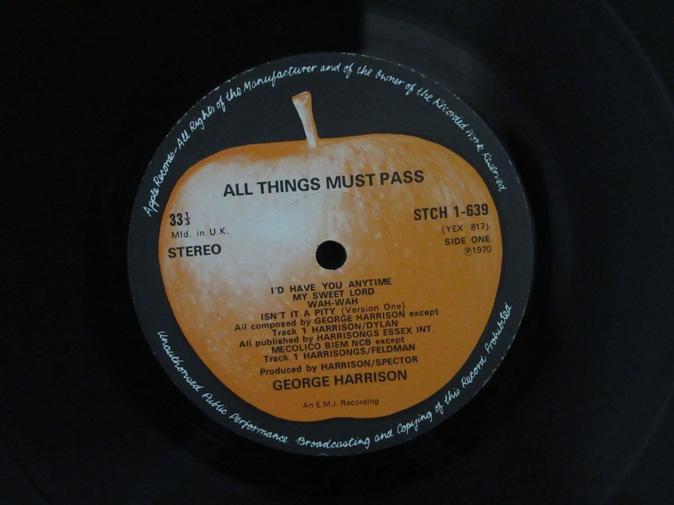 Apple Records-All Rights of the Manufacturer and of the Owner of the Recorded Work Reserved
ALL THINGS MUST PASS
33⅓
Mfd. in U.K.
STEREO
STCH 1-639
(YEX 817)
SIDE ONE
℗1970
I'D HAVE YOU ANYTIME
MY SWEET LORD
WAH-WAH
ISN'T IT A PITY (Version One)
All composed by GEORGE HARRISON except
Track 1 HARRISON/DYLAN
All published by HARRISONGS ESSEX INT.
MECOLICO BIEM NCB except
Track 1 HARRISONGS/FELDMAN
Produced by HARRISON/SPECTOR
GEORGE HARRISON
An E.M.I. Recording
Unauthorised Public Performance Broadcasting and Copying of this Record Prohibited